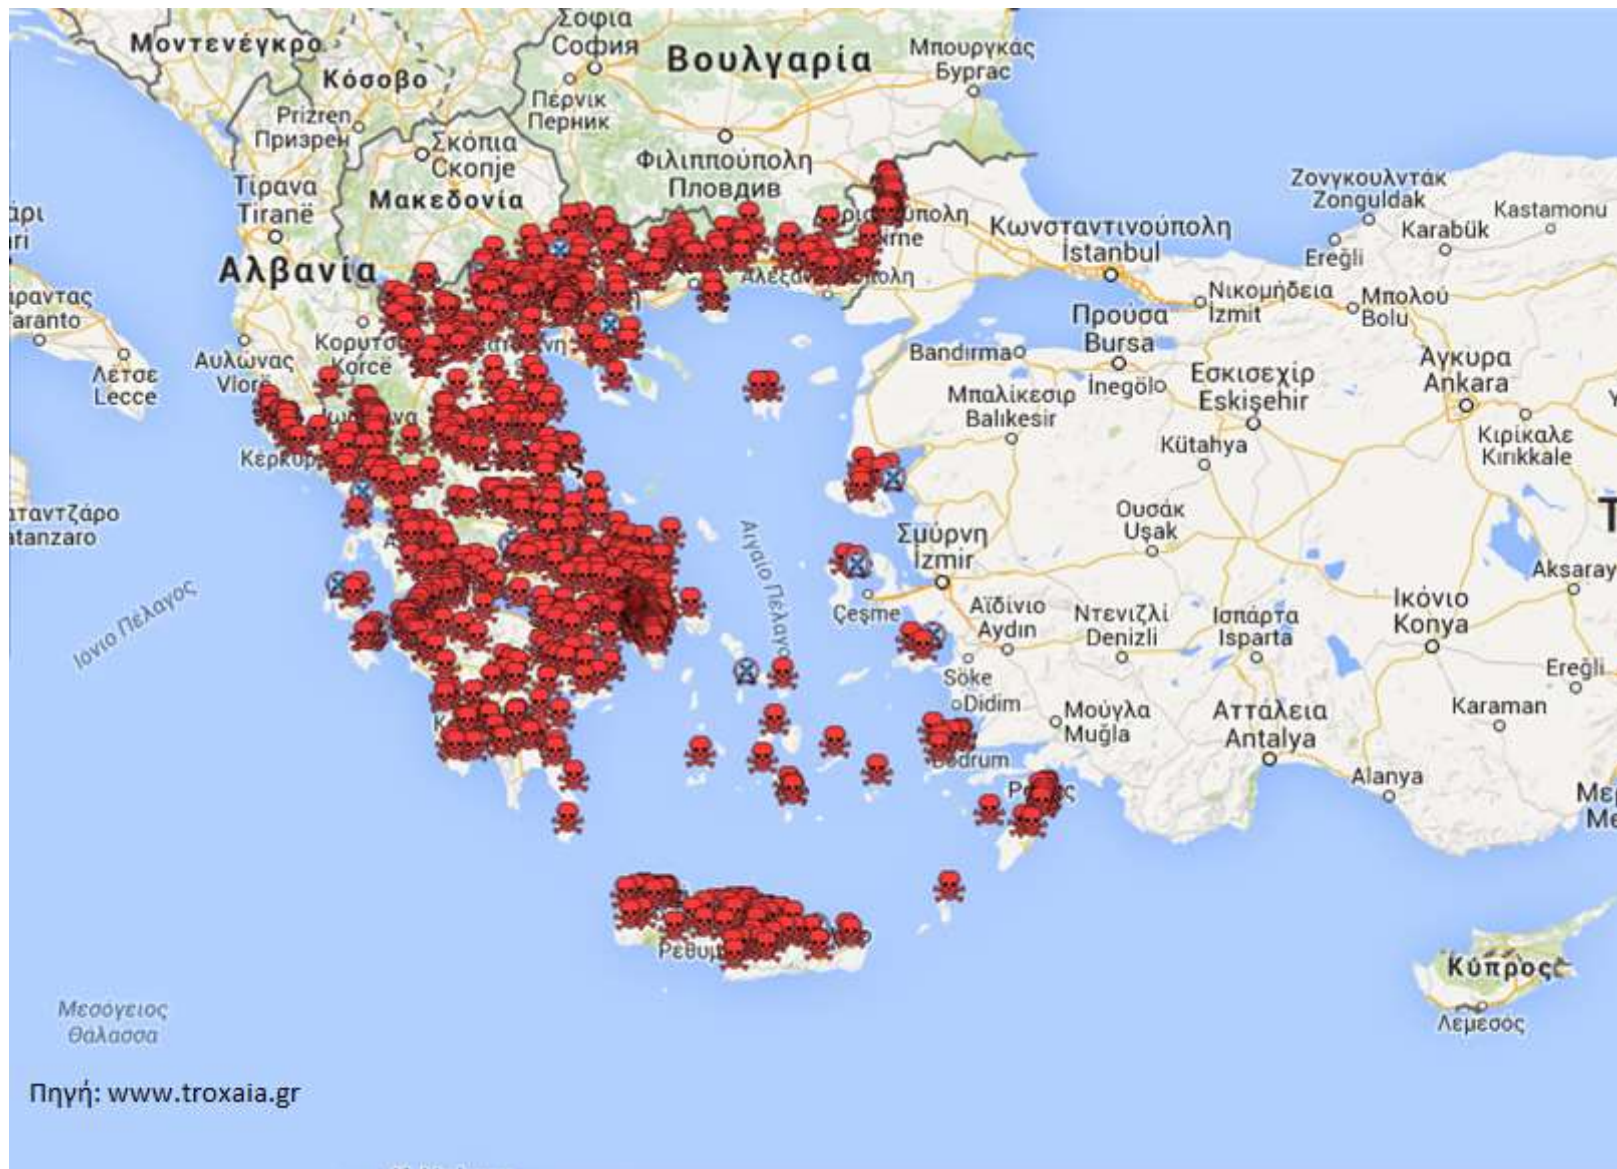 Σόφια
София
Μοντενέγκρο
Βουλγαρία
Μπουργκάς
Бургас
Κόσοβο
Πέρνικ
Перник
Prizren
Призрен
Σκόπια
Скопје
Φιλιππούπολη
Пловдив
Τίρανα
Tiranë
Μακεδονία
Ζονγκουλντάκ
Zonguldak
Kastamonu
Κωνσταντινούπολη
İstanbul
Karabük
Ereğli
Αλβανία
Νικομήδεια
İzmit
Μπολού
Bolu
Προύσα
Bursa
Αυλώνας
Λέτσε
Lecce
Korçë
Bandırma
İnegöl
Άγκυρα
Ankara
Εσκισεχίρ
Eskişehir
Μπαλίκεσιρ
Balıkesir
Κιρίκαλε
Kırıkkale
Kütahya
Ουσάκ
Uşak
Σμύρνη
İzmir
Αιγαίο Πέλαγος
Aksaray
Çeşme
Ιόνιο Πέλαγος
Αϊδίνιο
Aydın
Ντενιζλί
Denizli
Ισπάρτα
Isparta
Ικόνιο
Konya
Ereğli
Söke
Didim
Μούγλα
Muğla
Αττάλεια
Antalya
Karaman
Bodrum
Alanya
Κύπρος
Λεμεσός
Μεσόγειος
Θάλασσα
Πηγή: www.troxaia.gr